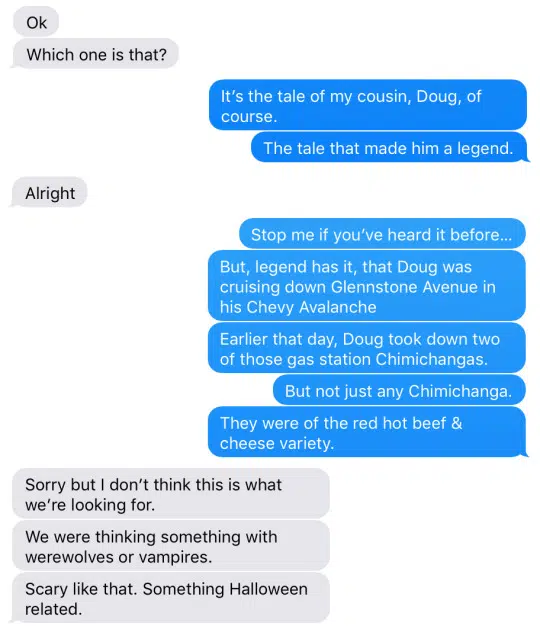 Ok
Which one is that?
It's the tale of my cousin, Doug, of
course.
The tale that made him a legend.
Alright
Stop me if you've heard it before...
But, legend has it, that Doug was
cruising down Glennstone Avenue in
his Chevy Avalanche
Earlier that day, Doug took down two
of those gas station Chimichangas.
But not just any Chimichanga.
They were of the red hot beef &
cheese variety.
Sorry but I don't think this is what
we're looking for.
We were thinking something with
werewolves or vampires.
Scary like that. Something Halloween
related.